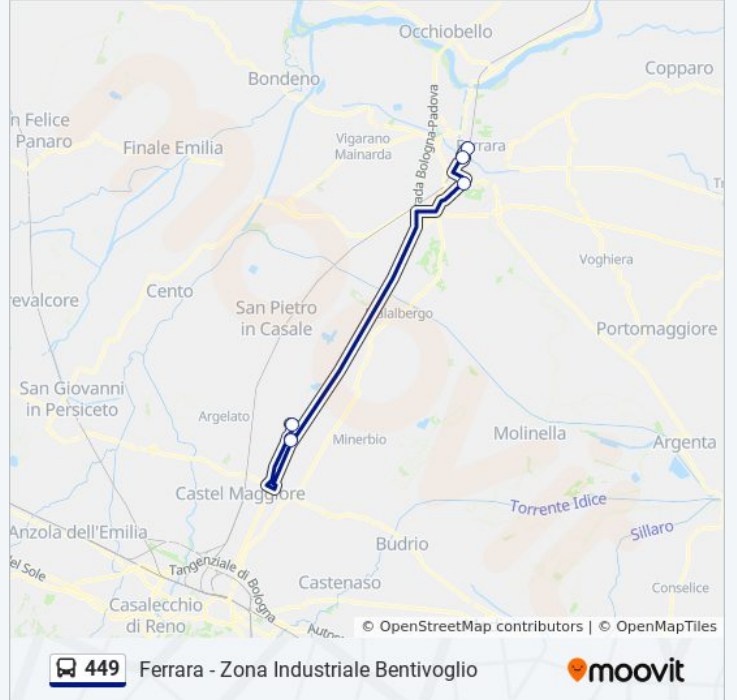 Occhiobello
Copparo
Bondeno
n Felice
Panaro
Finale Emilia
Vigarano
Mainarda
rada Bologna-Padova
Ferrara
Tr
Voghiera
revalcore
Cento
San Pietro
in Casale
alalbergo
Portomaggiore
San Giovanni
in Persiceto
Argelato
Minerbio
Molinella
Argenta
Castel Maggiore
Torrente Idice
Sillaro
Anzola dell'Emilia
Budrio
Tangenziale di Bologna
el Sole
Castenaso
Conselice
Casalecchio
di Reno
Autos
© OpenStreetMap contributors | © OpenMapTiles
449 Ferrara - Zona Industriale Bentivoglio
moovit